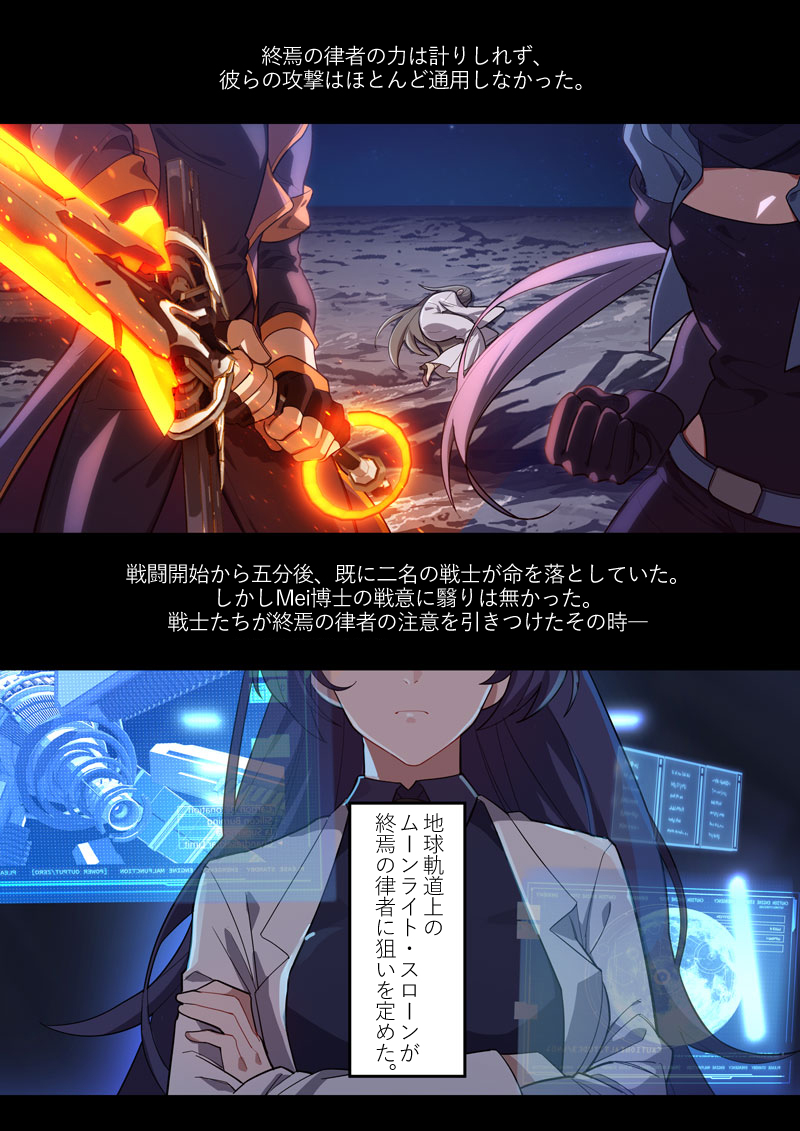 終焉の律者の力は計りしれず、
彼らの攻撃はほとんど通用しなかった。
戦闘開始から五分後、既に二名の戦士が命を落としていた。
しかしMei博士の戦意に翳りは無かった。
戦士たちが終焉の律者の注意を引きつけたその時—
地球軌道上の
ムーンライト・スローンが
終焉の律者に狙いを定めた。